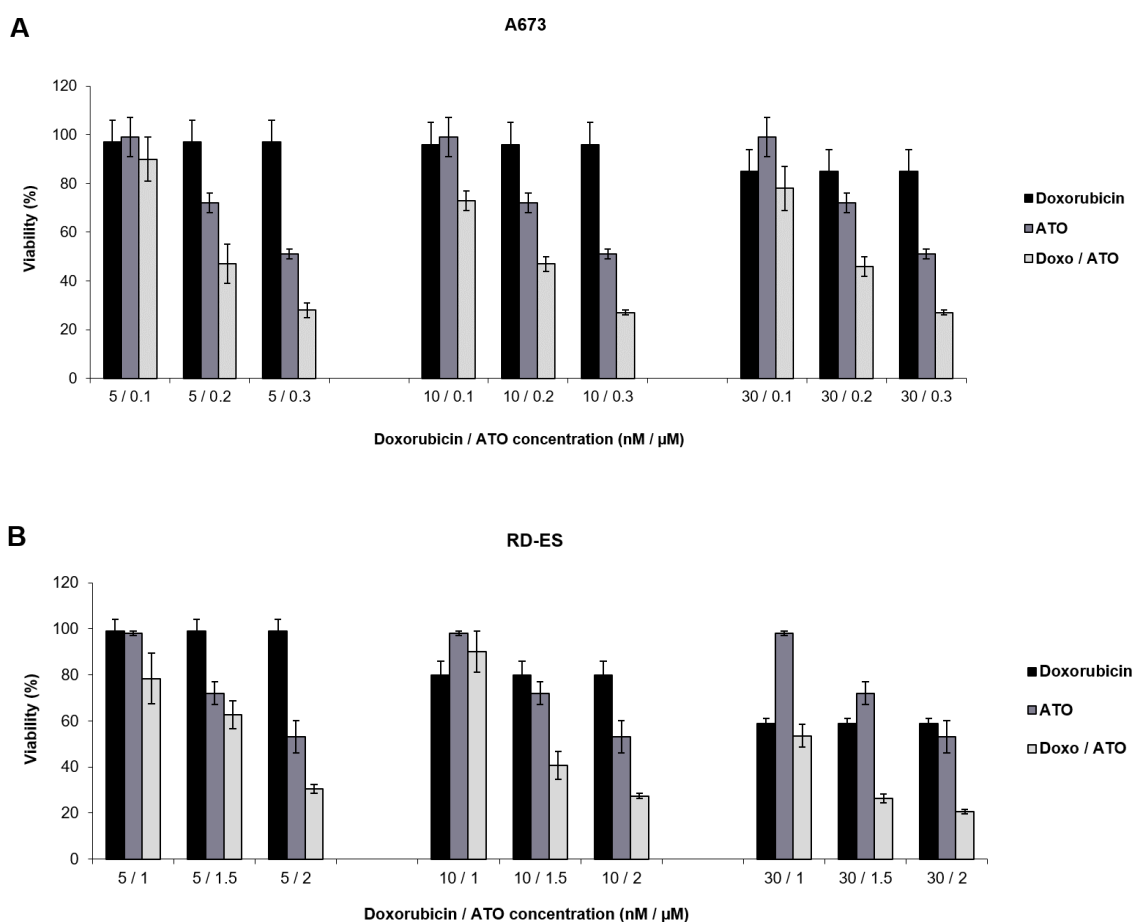 A
A673
120
100
80
60
40
20
0
Viability (%)
5 / 0.1 5 / 0.2 5 / 0.3 10 / 0.1 10 / 0.2 10 / 0.3 30 / 0.1 30 / 0.2 30 / 0.3
Doxorubicin / ATO concentration (nM / µM)
Doxorubicin
ATO
Doxo / ATO
B
RD-ES
120
100
80
60
40
20
0
Viability (%)
5 / 1 5 / 1.5 5 / 2 10 / 1 10 / 1.5 10 / 2 30 / 1 30 / 1.5 30 / 2
Doxorubicin / ATO concentration (nM / µM)
Doxorubicin
ATO
Doxo / ATO